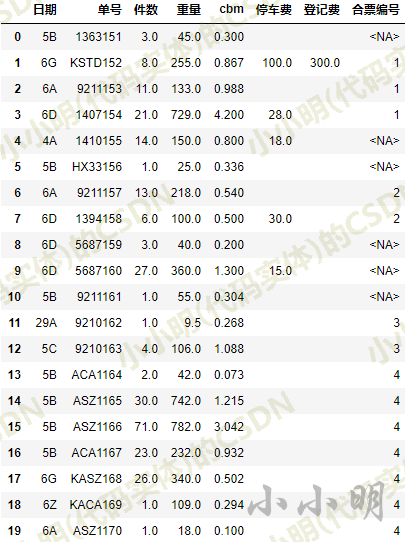 日期 单号 件数 重量 cbm 停车费 登记费 合票编号
0 5B 1363151 3.0 45.0 0.300 <NA>
1 6G KSTD152 8.0 255.0 0.867 100.0 300.0 1
2 6A 9211153 11.0 133.0 0.988 1
3 6D 1407154 21.0 729.0 4.200 28.0 1
4 4A 1410155 14.0 150.0 0.800 18.0 <NA>
5 5B HX33156 1.0 25.0 0.336 <NA>
6 6A 9211157 13.0 218.0 0.540 2
7 6D 1394158 6.0 100.0 0.500 30.0 2
8 6D 5687159 3.0 40.0 0.200 <NA>
9 6D 5687160 27.0 360.0 1.300 15.0 <NA>
10 5B 9211161 1.0 55.0 0.304 <NA>
11 29A 9210162 1.0 9.5 0.268 3
12 5C 9210163 4.0 106.0 1.088 3
13 5B ACA1164 2.0 42.0 0.073 4
14 5B ASZ1165 30.0 742.0 1.215 4
15 5B ASZ1166 71.0 782.0 3.042 4
16 5B ACA1167 23.0 232.0 0.932 4
17 6G KASZ168 26.0 340.0 0.502 4
18 6Z KACA169 1.0 109.0 0.294 4
19 6A ASZ1170 1.0 18.0 0.100 4
小小明(代码实体)的CSDN
小小明